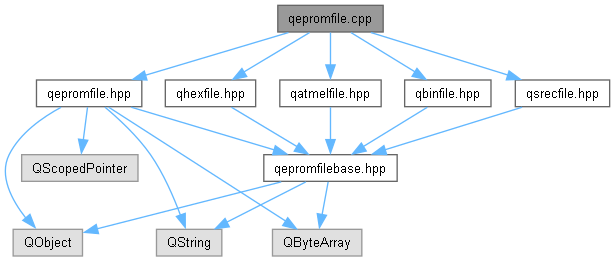 qepromfile.cpp
qepromfile.hpp
qhexfile.hpp
qatmelfile.hpp
qbinfile.hpp
qsrecfile.hpp
QScopedPointer
qepromfilebase.hpp
QObject
QString
QByteArray